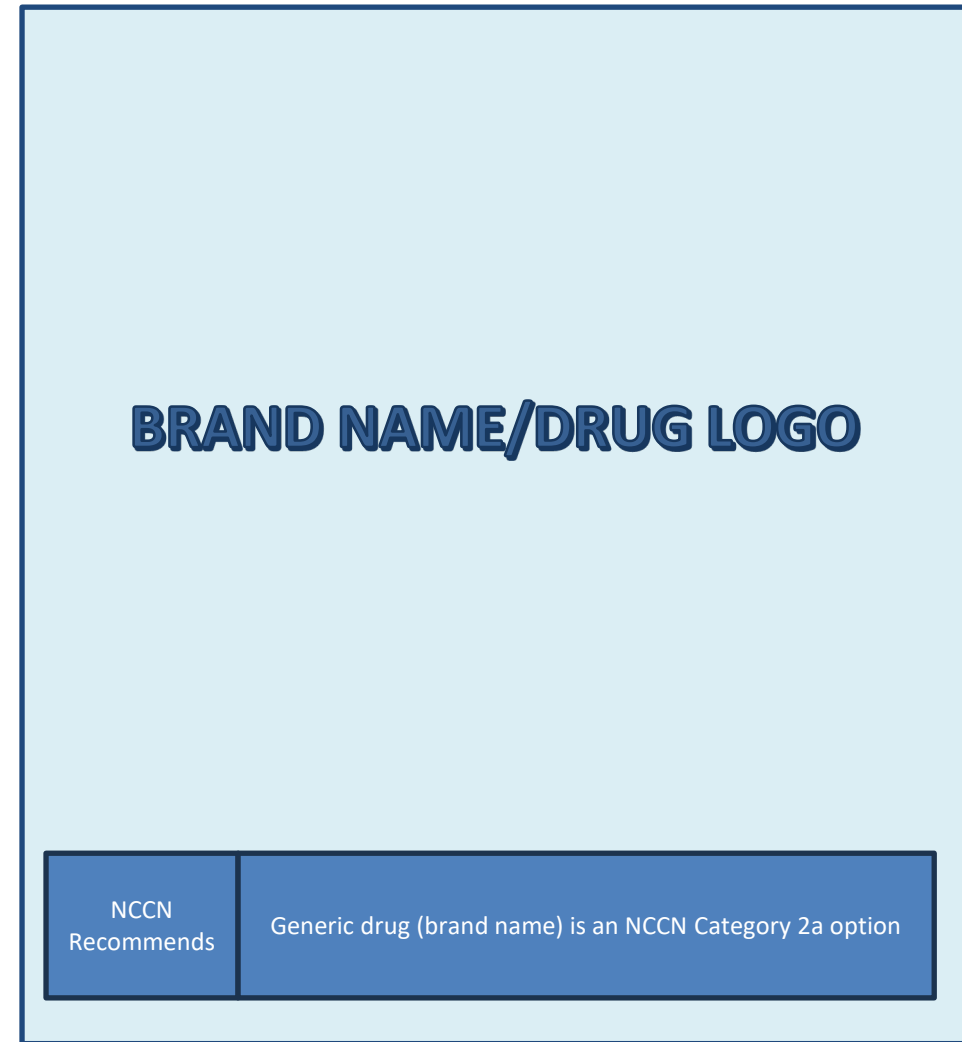 BRAND NAME/DRUG LOGO
NCCN
Recommends
Generic drug (brand name) is an NCCN Category 2a option